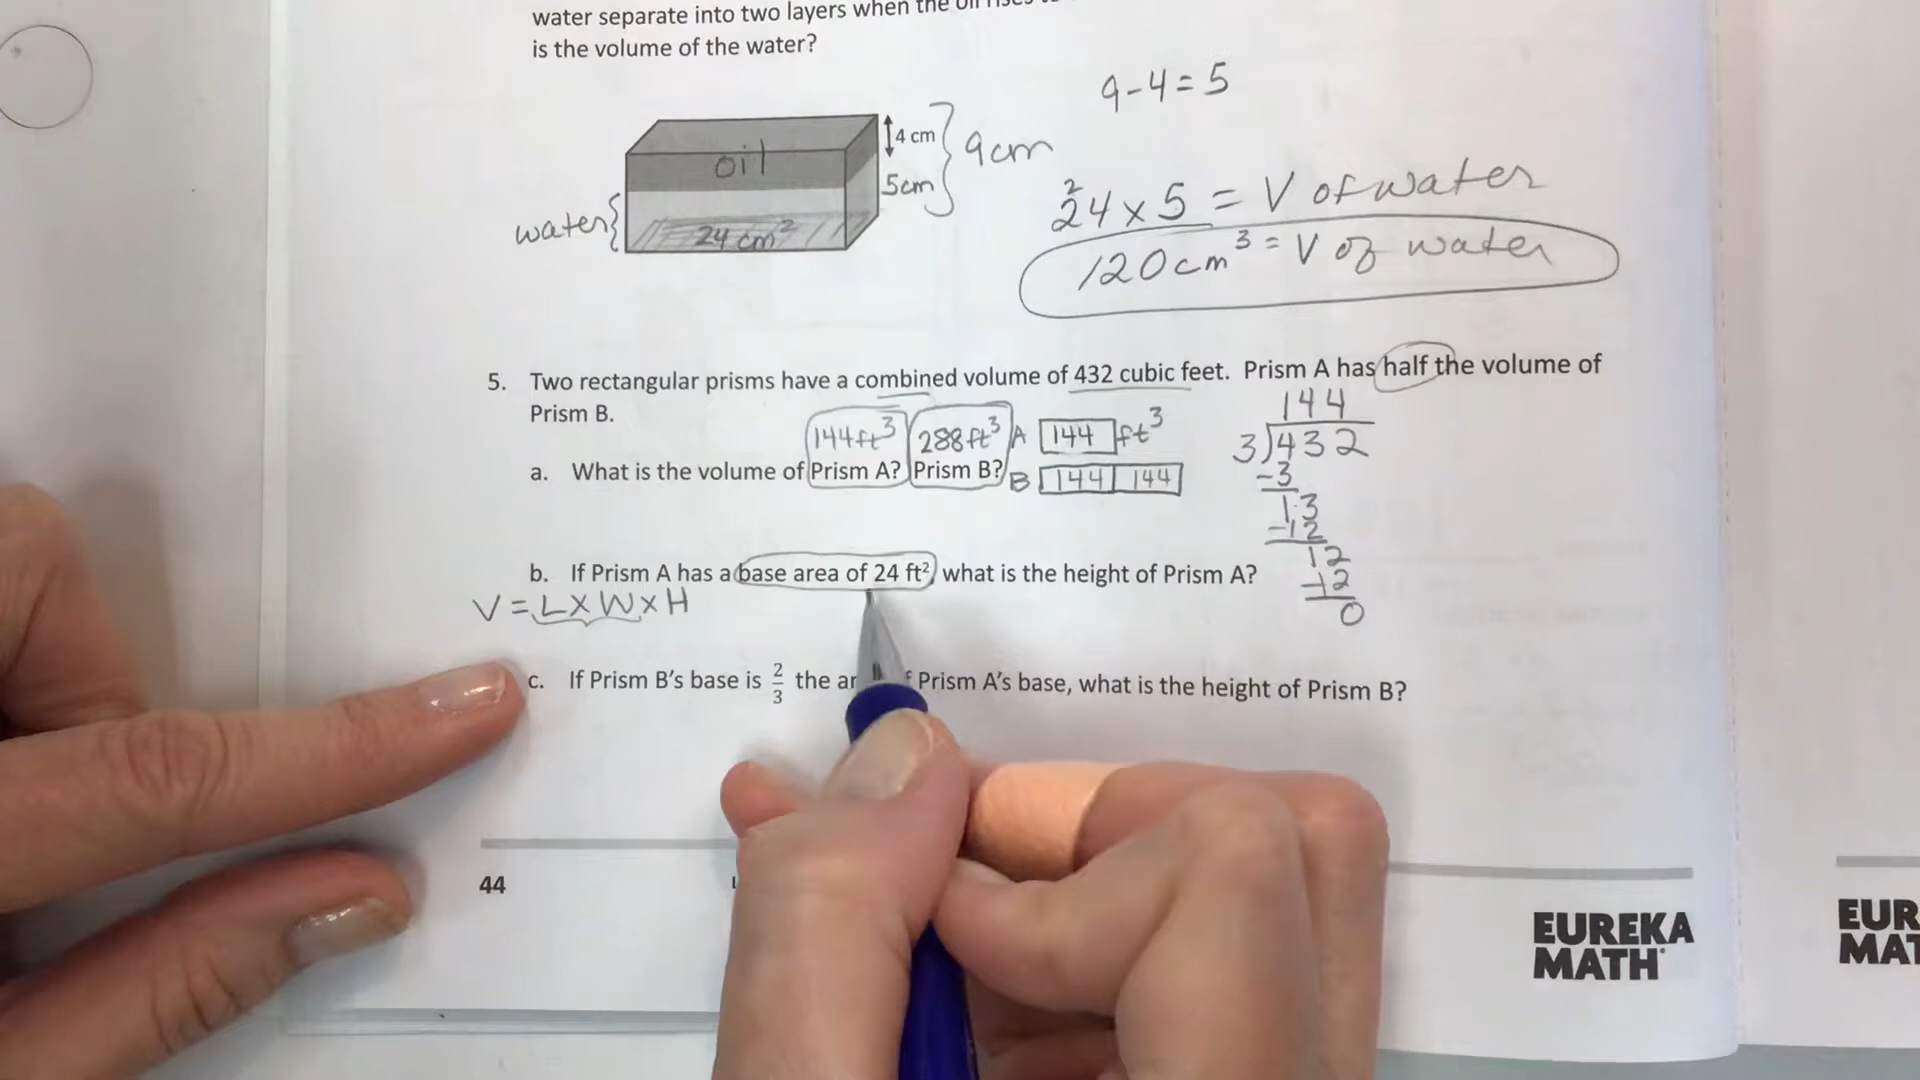 water separate into two layers when the oil rises to
is the volume of the water?
9-4=5
4 cm
9cm
oil
5cm
water
24 cm²
2
24 x 5 = V of water
120cm³ = V of water
5. Two rectangular prisms have a combined volume of 432 cubic feet. Prism A has half the volume of
Prism B.
144ft³ 288ft³ A 144 ft³
a. What is the volume of Prism A? Prism B? B 144 144
144
3)432
-3
13
-12
12
-12
0
b. If Prism A has a base area of 24 ft², what is the height of Prism A?
V = L x W x H
c. If Prism B's base is 2/3 the Prism A's base, what is the height of Prism B?
44
EUREKA
MATH
EUR
MAT